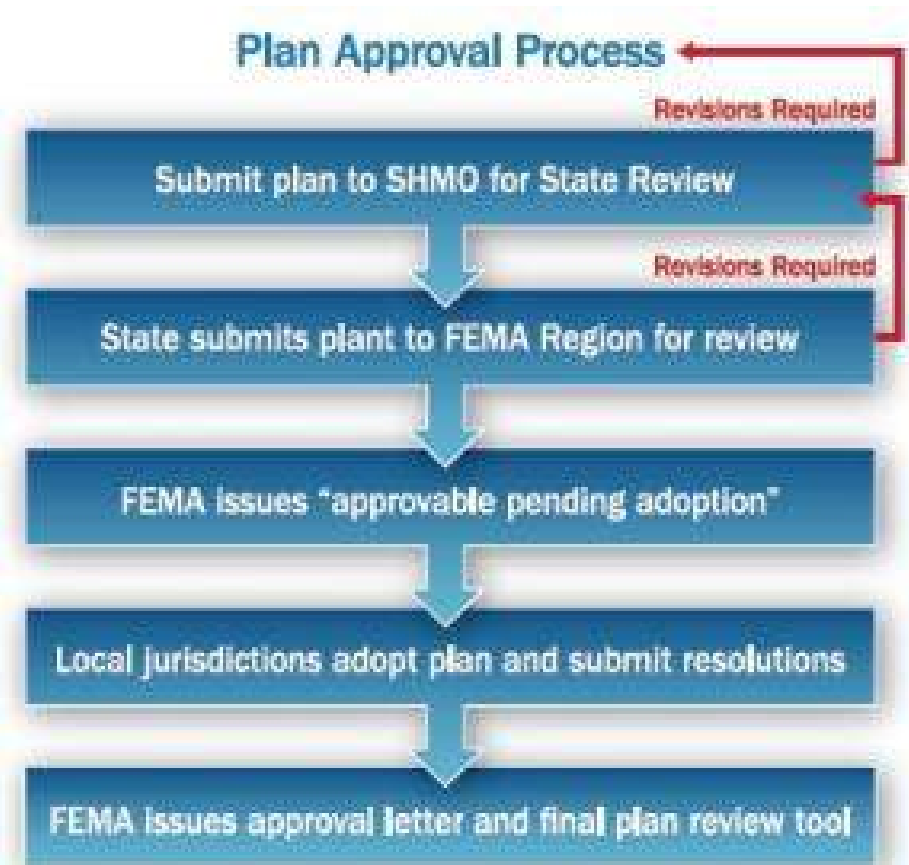 Plan Approval Process
Revisions Required
Submit plan to SHMO for State Review
Revisions Required
State submits plant to FEMA Region for review
FEMA issues “approvable pending adoption”
Local jurisdictions adopt plan and submit resolutions
FEMA issues approval letter and final plan review tool